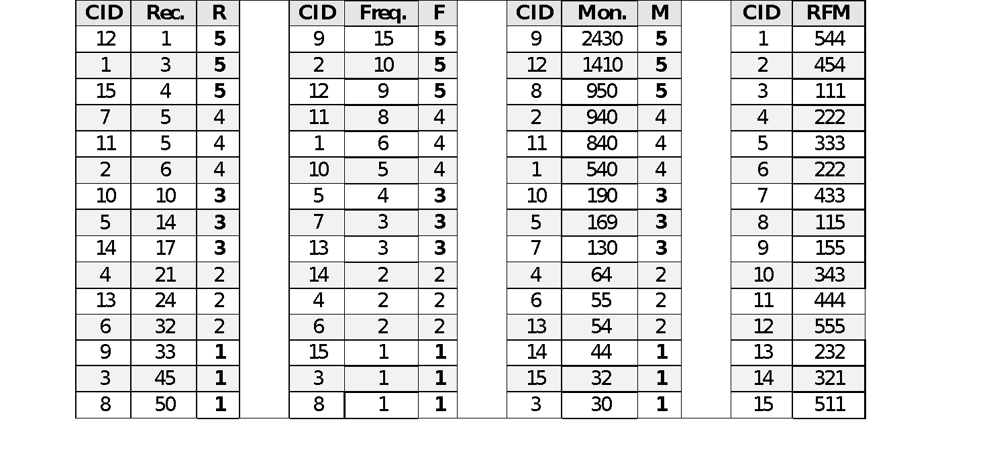 CID Rec. R CID Freq. F CID Mon. M CID RFM
12 1 5 9 15 5 9 2430 5 1 544
1 3 5 2 10 5 12 1410 5 2 454
15 4 5 12 9 5 8 950 5 3 111
7 5 4 11 8 4 2 940 4 4 222
11 5 4 1 6 4 11 840 4 5 333
2 6 4 10 5 4 1 540 4 6 222
10 10 3 5 4 3 10 190 3 7 433
5 14 3 7 3 3 5 169 3 8 115
14 17 3 13 3 3 7 130 3 9 155
4 21 2 14 2 2 4 64 2 10 343
13 24 2 4 2 2 6 55 2 11 444
6 32 2 6 2 2 13 54 2 12 555
9 33 1 15 1 1 14 44 1 13 232
3 45 1 3 1 1 15 32 1 14 321
8 50 1 8 1 1 3 30 1 15 511